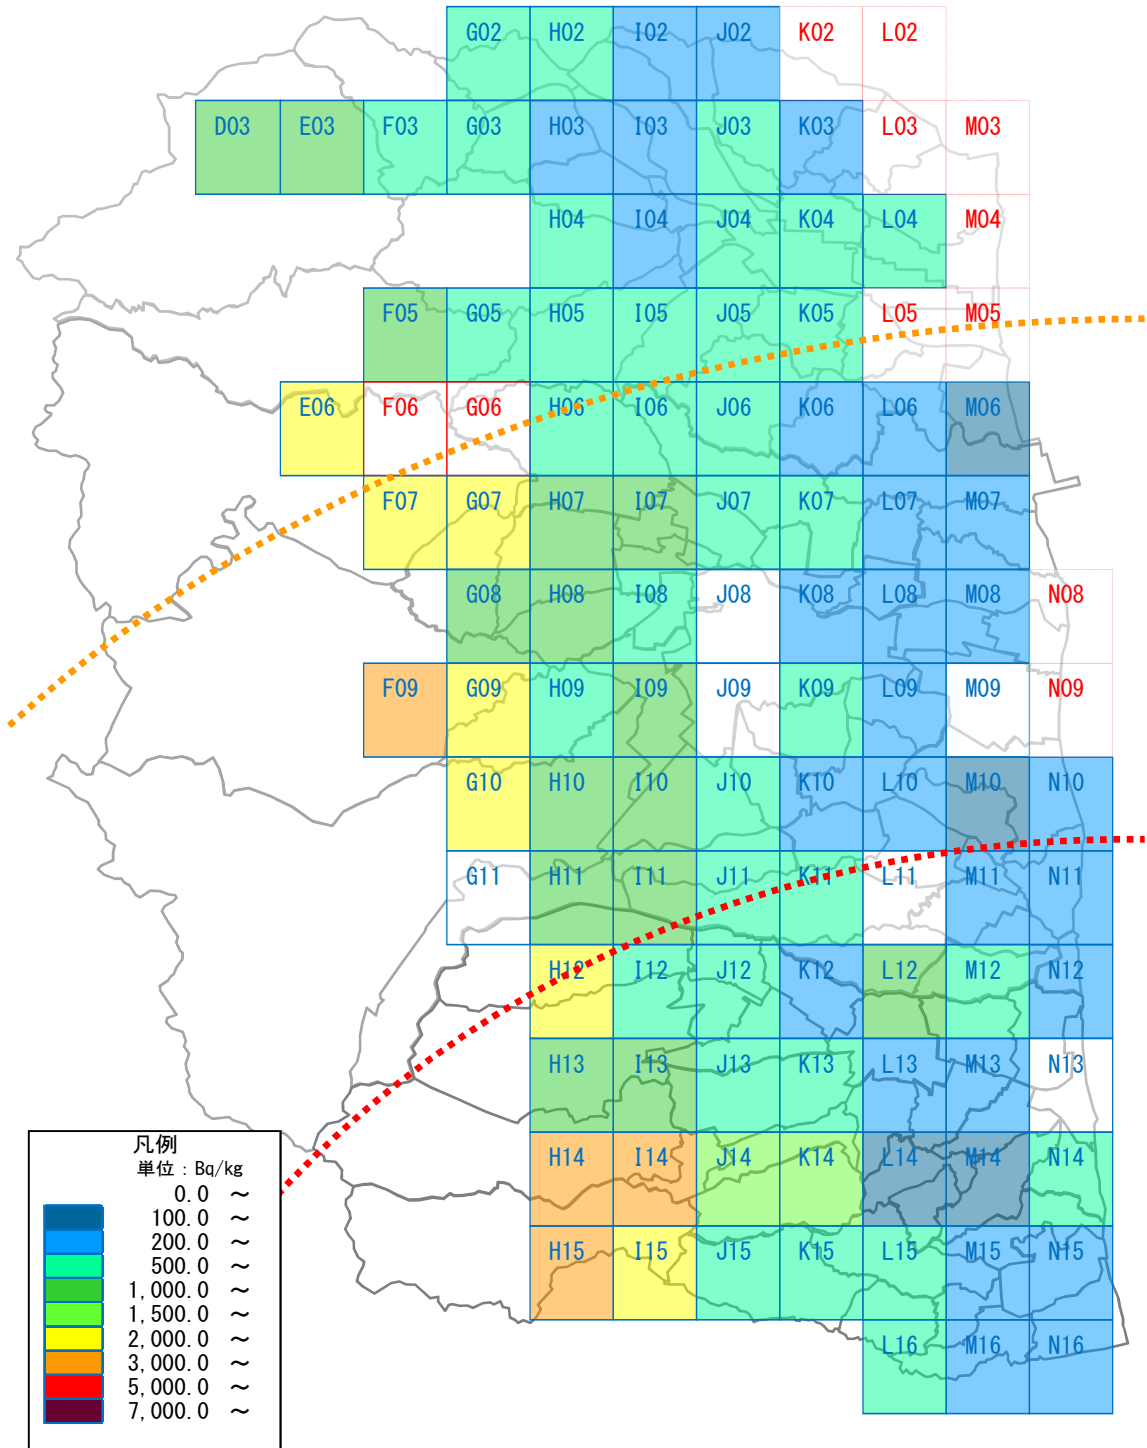 G02 H02 I02 J02 K02 L02
D03 E03 F03 G03 H03 I03 J03 K03 L03 M03
H04 I04 J04 K04 L04 M04
F05 G05 H05 I05 J05 K05 L05 M05
E06 F06 G06 H06 I06 J06 K06 L06 M06
F07 G07 H07 I07 J07 K07 L07 M07
G08 H08 I08 J08 K08 L08 M08 N08
F09 G09 H09 I09 J09 K09 L09 M09 N09
G10 H10 I10 J10 K10 L10 M10 N10
G11 H11 I11 J11 K11 L11 M11 N11
H12 I12 J12 K12 L12 M12 N12
H13 I13 J13 K13 L13 M13 N13
H14 I14 J14 K14 L14 M14 N14
H15 I15 J15 K15 L15 M15 N15
L16 M16 N16
凡例
単位：Bq/kg
0.0 ～
100.0 ～
200.0 ～
500.0 ～
1,000.0 ～
1,500.0 ～
2,000.0 ～
3,000.0 ～
5,000.0 ～
7,000.0 ～